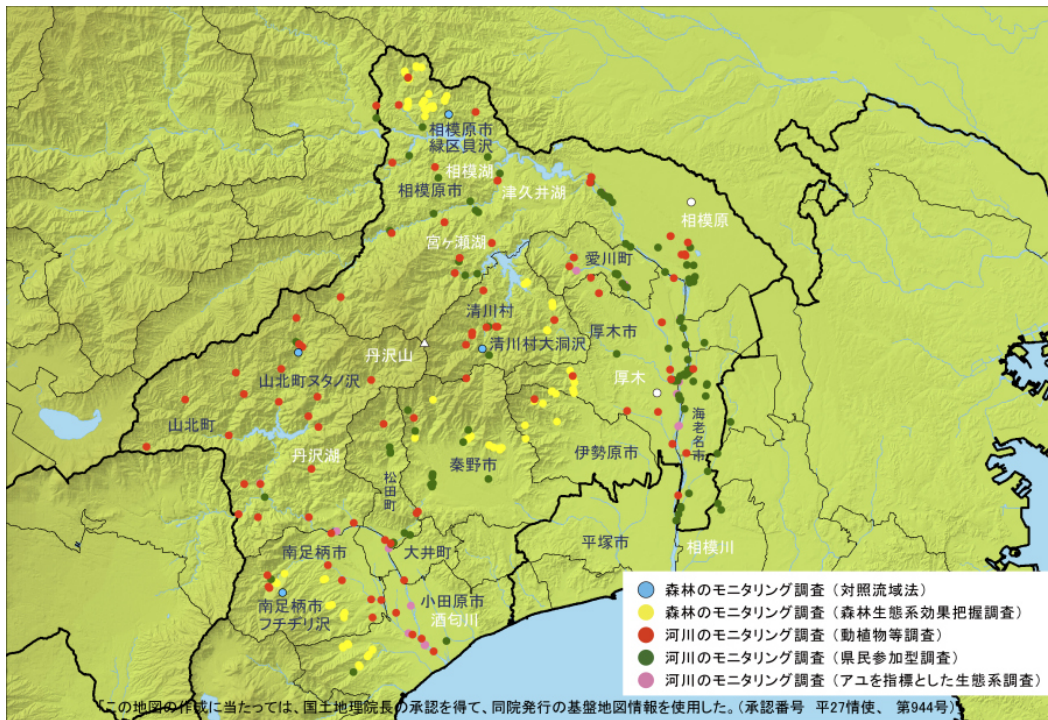 相模原市
緑区貝沢
相模湖
相模原市
津久井湖
相模原
宮ヶ瀬湖
愛川町
清川村
厚木市
清川村大洞沢
丹沢山
山北町ヌタノ沢
厚木
山北町
海老名市
丹沢湖
秦野市
伊勢原市
松田町
南足柄市
大井町
平塚市
相模川
南足柄市
フチヂリ沢
小田原市
酒匂川
森林のモニタリング調査（対照流域法）
森林のモニタリング調査（森林生態系効果把握調査）
河川のモニタリング調査（動植物等調査）
河川のモニタリング調査（県民参加型調査）
河川のモニタリング調査（アユを指標とした生態系調査）
「この地図の作成に当たっては、国土地理院長の承認を得て、同院発行の基盤地図情報を使用した。（承認番号　平27情使、　第944号）